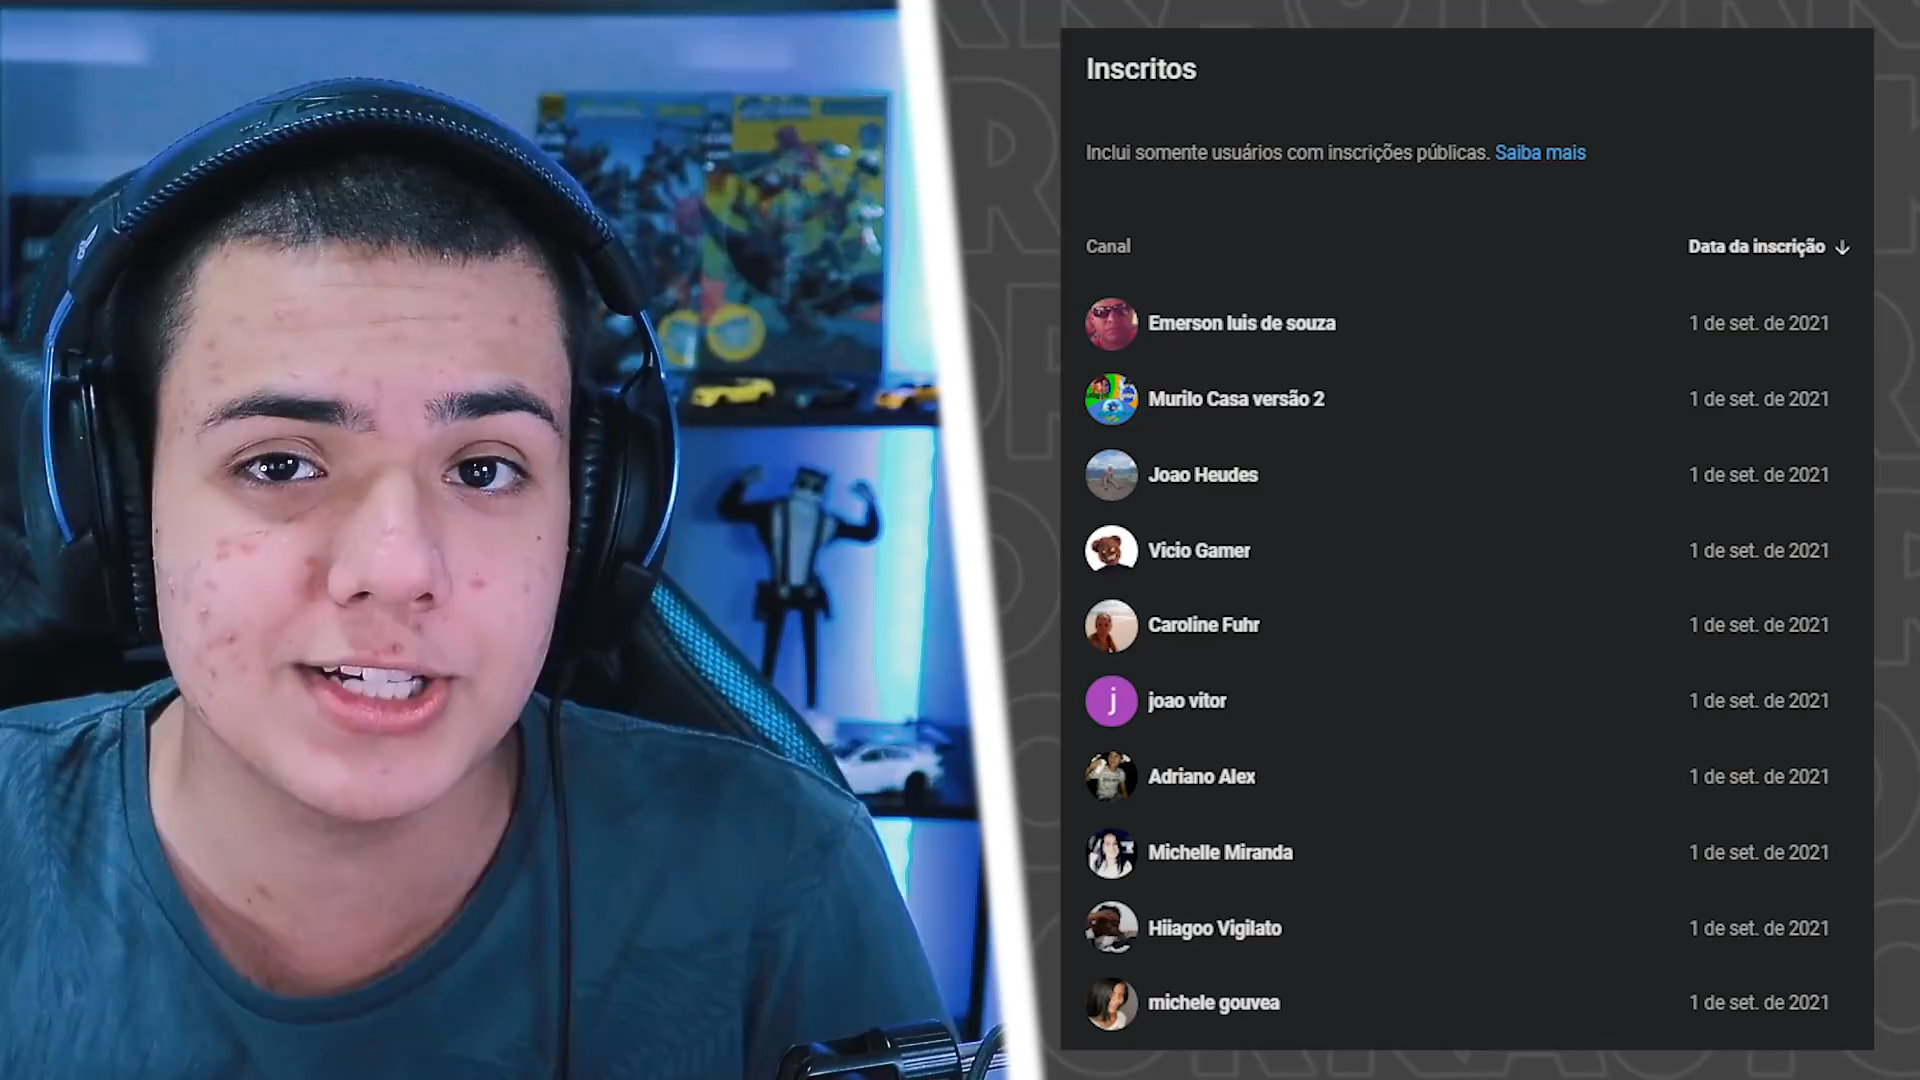 Inscritos
Inclui somente usuários com inscrições públicas. Saiba mais
Canal Data da inscrição
Emerson luis de souza 1 de set. de 2021
Murilo Casa versão 2 1 de set. de 2021
Joao Heudes 1 de set. de 2021
Vicio Gamer 1 de set. de 2021
Caroline Fuhr 1 de set. de 2021
j joao vitor 1 de set. de 2021
Adriano Alex 1 de set. de 2021
Michelle Miranda 1 de set. de 2021
Hiiagoo Vigilato 1 de set. de 2021
michele gouvea 1 de set. de 2021